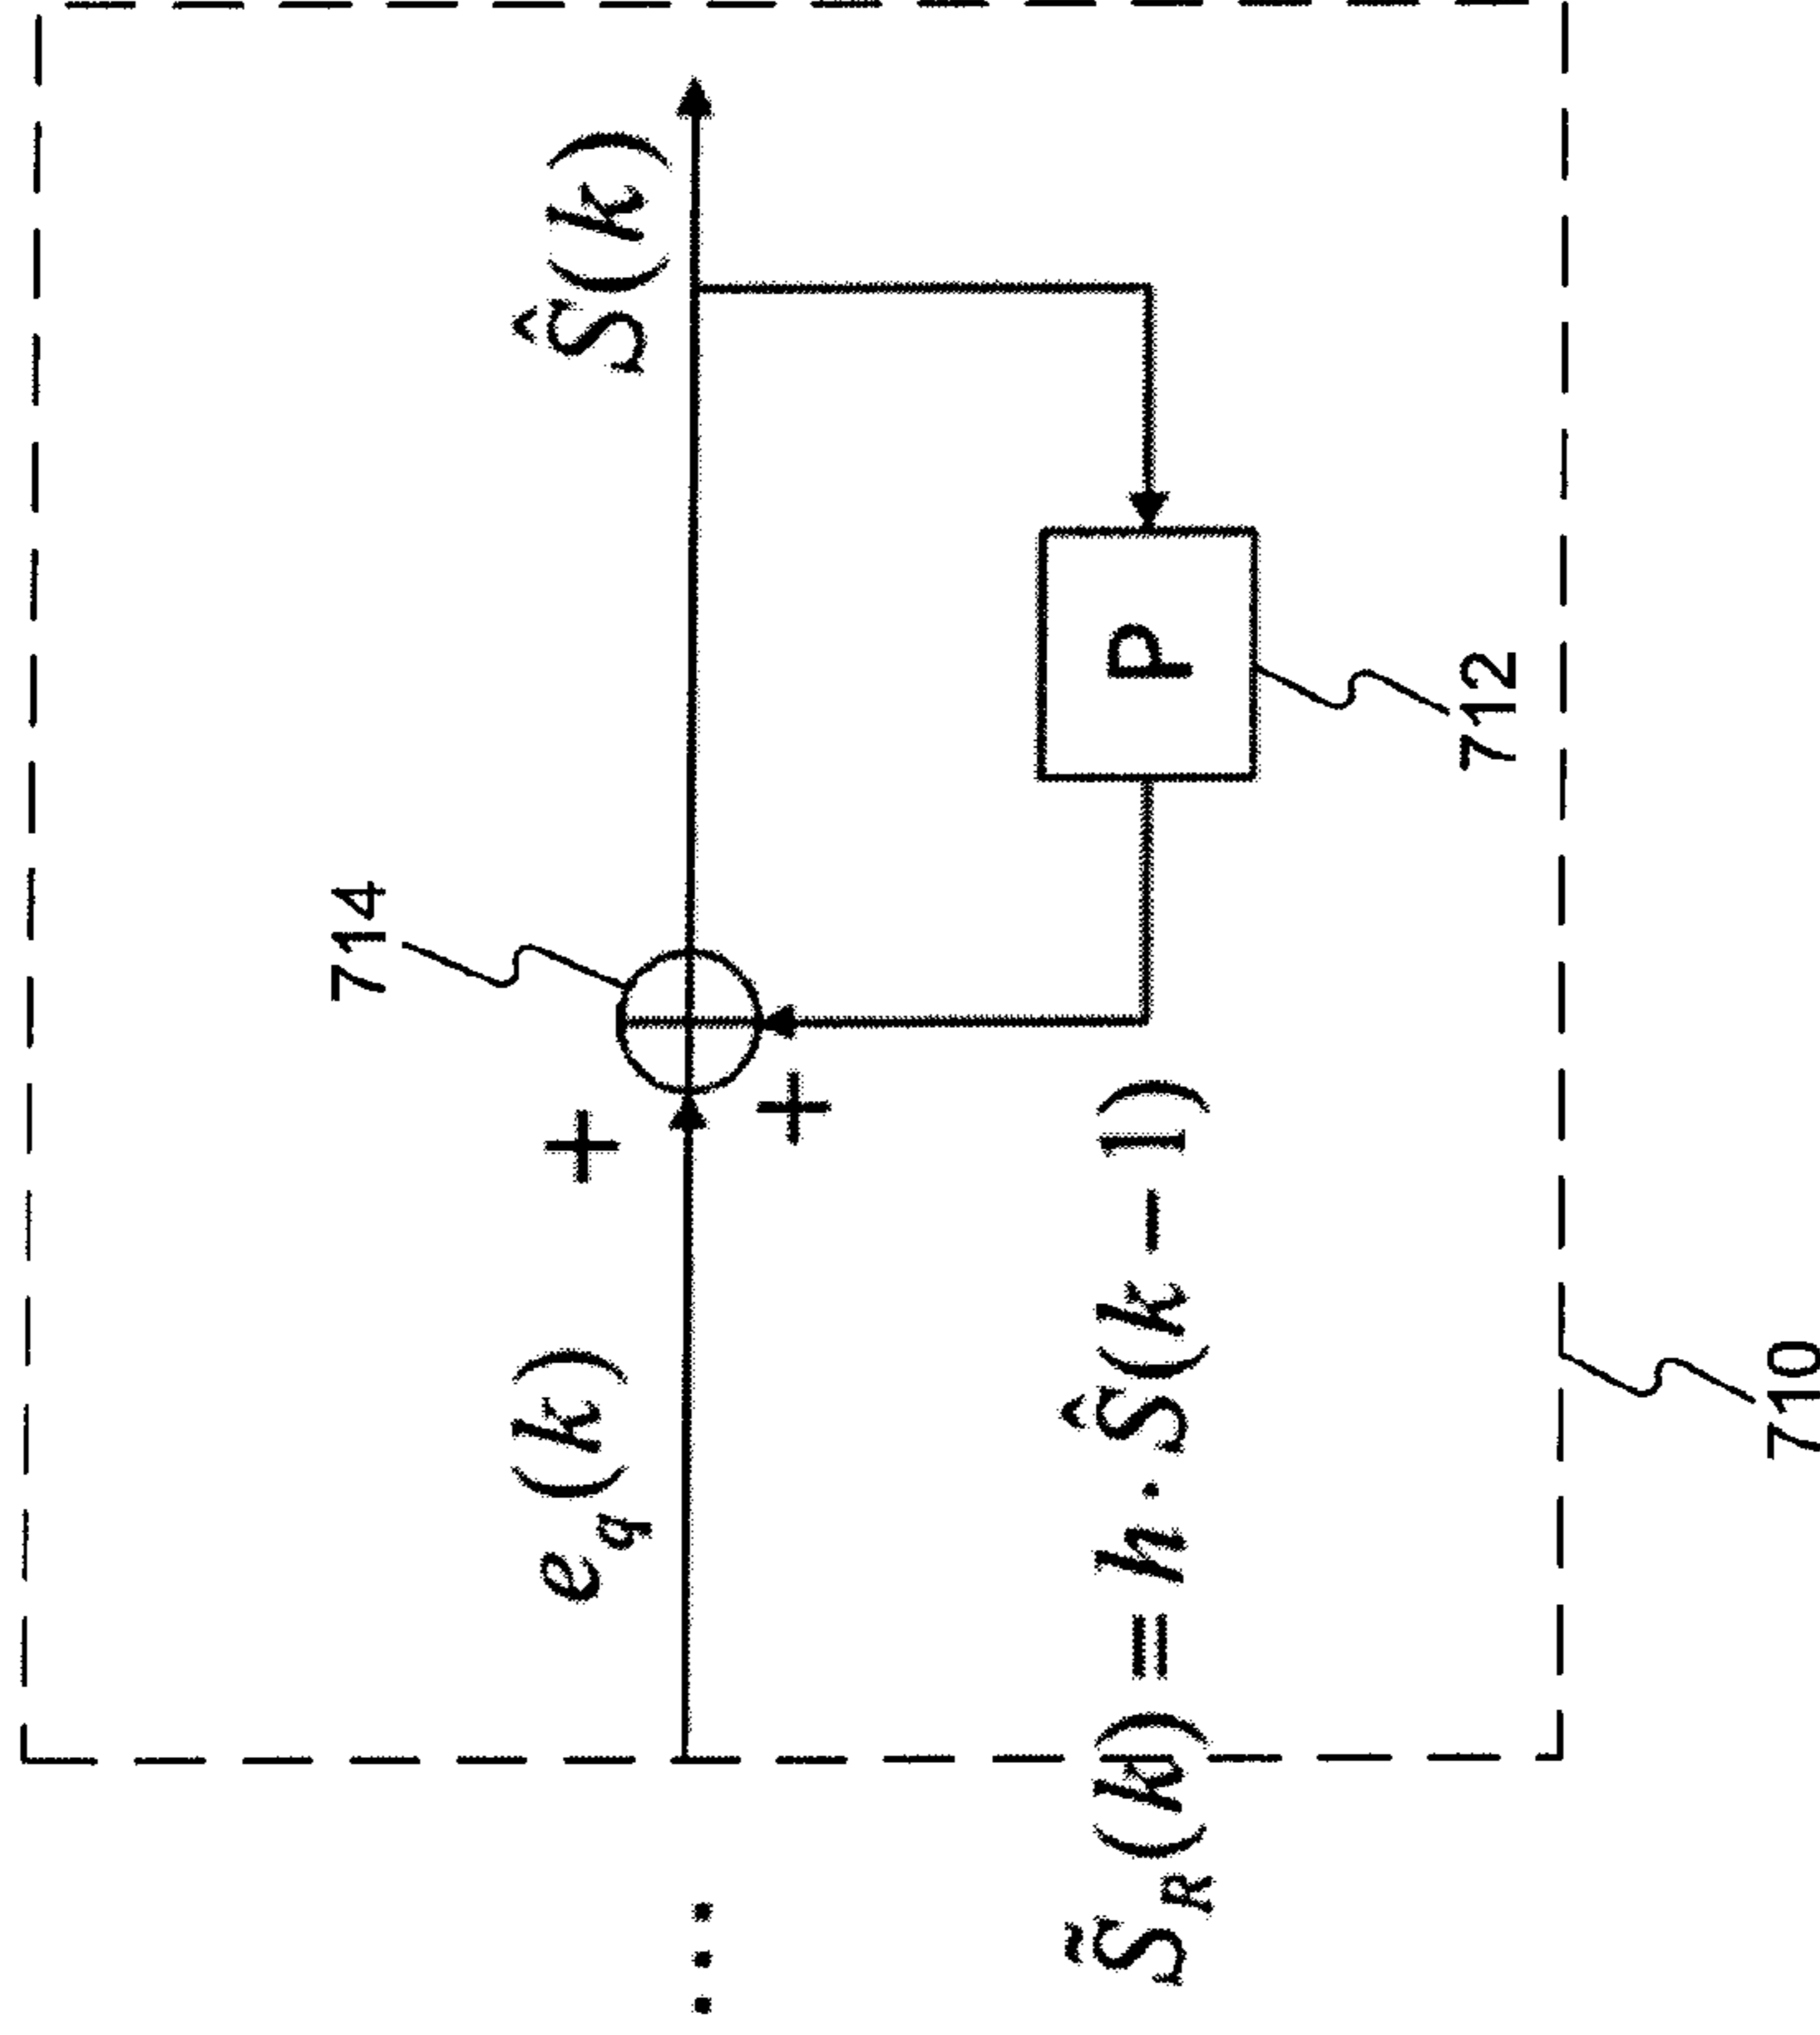 714
+
e_q(k)
Ŝ(k)
...
+
P
S̃_R(k) = h · Ŝ(k − 1)
712
710